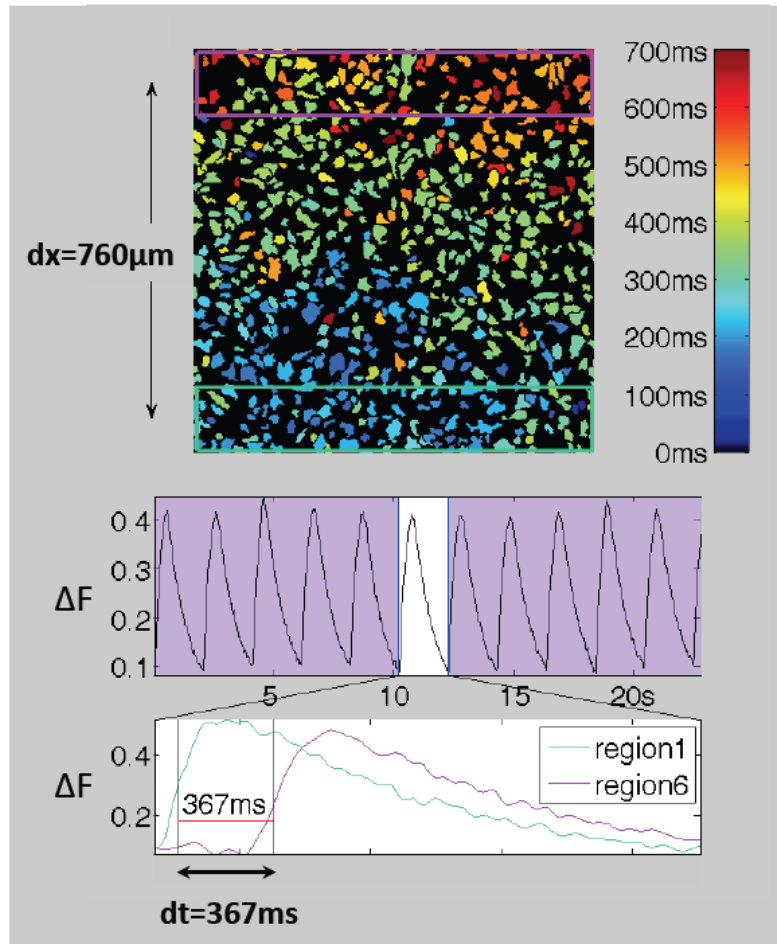 700ms
600ms
500ms
400ms
300ms
200ms
100ms
0ms
dx=760µm
ΔF
0.4
0.3
0.2
0.1
5 10 15 20s
ΔF
0.4
0.2
367ms
region1
region6
dt=367ms